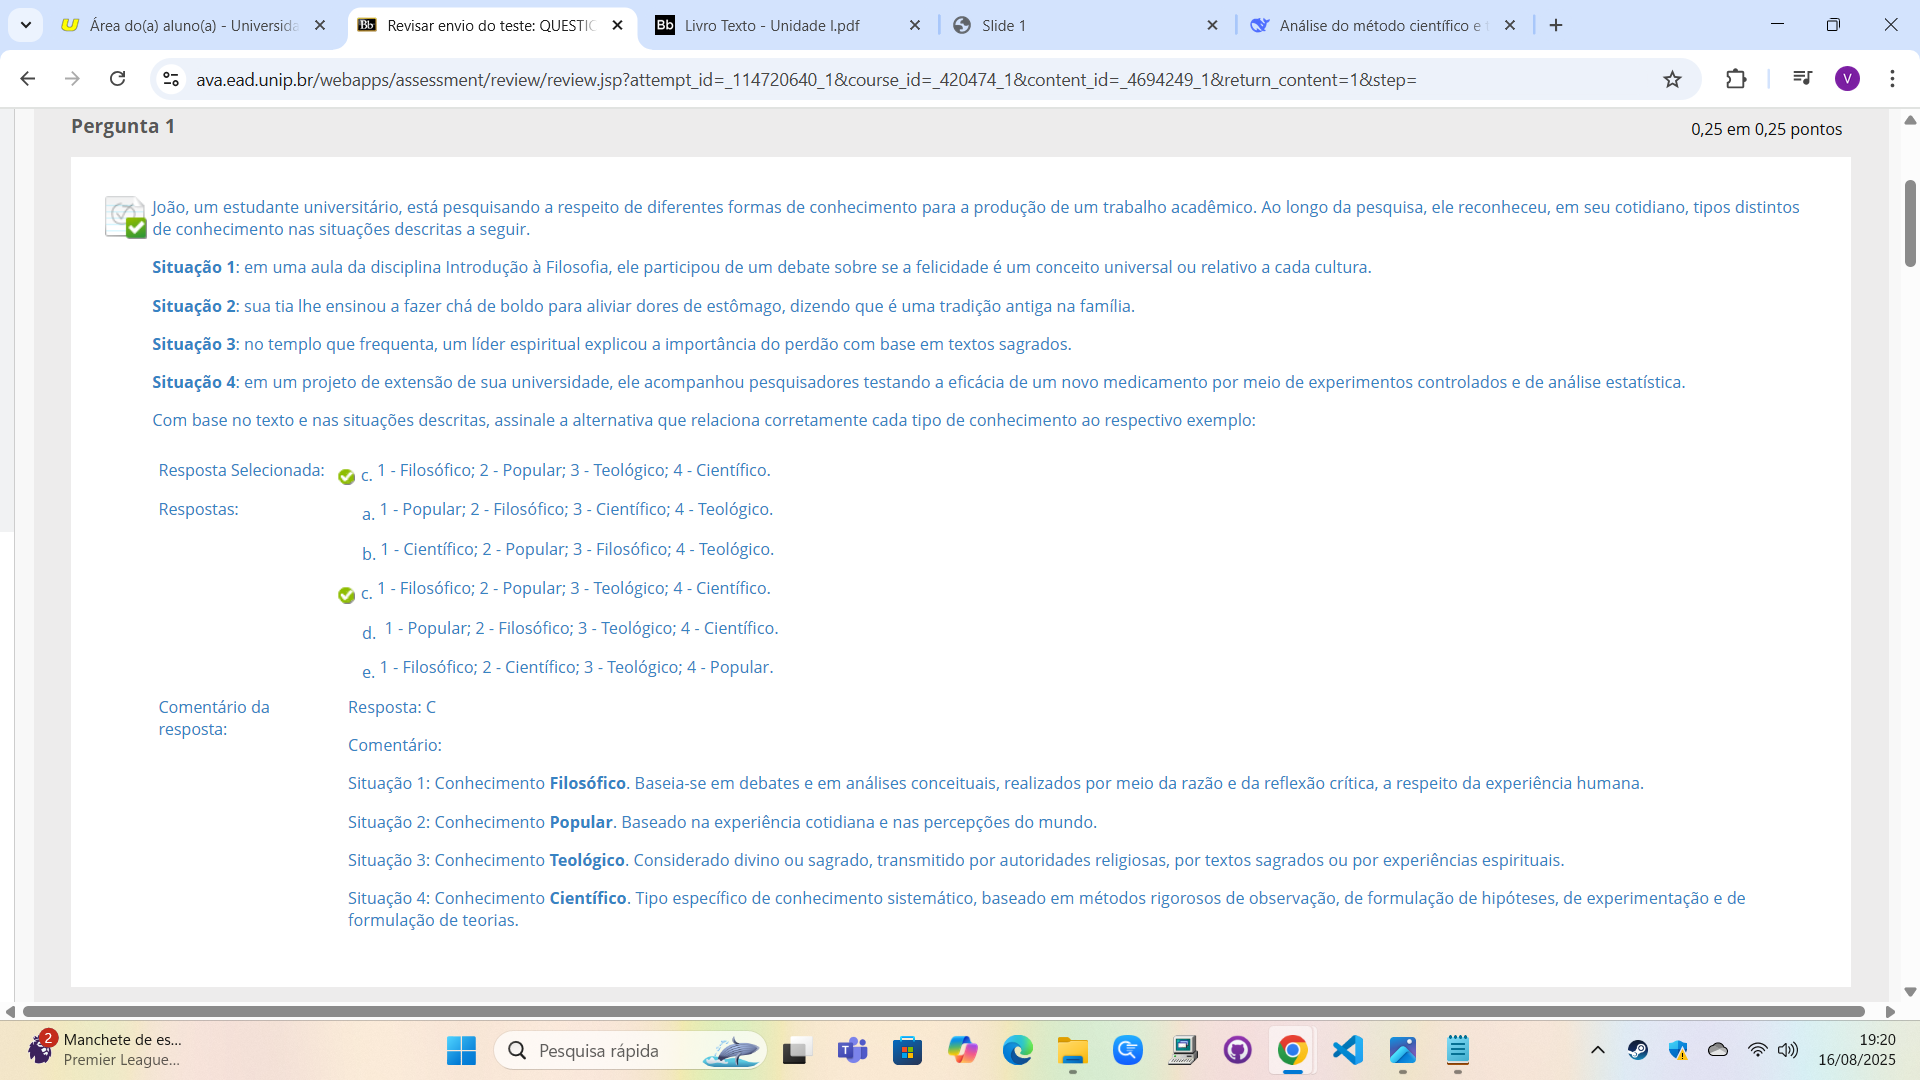 Área do(a) aluno(a) - Universida
Revisar envio do teste: QUESTIO
Bb Livro Texto - Unidade I.pdf
Slide 1
Análise do método científico e
ava.ead.unip.br/webapps/assessment/review/review.jsp?attempt_id=_114720640_1&course_id=_420474_1&content_id=_4694249_1&return_content=1&step=
V
Pergunta 1
0,25 em 0,25 pontos
João, um estudante universitário, está pesquisando a respeito de diferentes formas de conhecimento para a produção de um trabalho acadêmico. Ao longo da pesquisa, ele reconheceu, em seu cotidiano, tipos distintos
de conhecimento nas situações descritas a seguir.
Situação 1: em uma aula da disciplina Introdução à Filosofia, ele participou de um debate sobre se a felicidade é um conceito universal ou relativo a cada cultura.
Situação 2: sua tia lhe ensinou a fazer chá de boldo para aliviar dores de estômago, dizendo que é uma tradição antiga na família.
Situação 3: no templo que frequenta, um líder espiritual explicou a importância do perdão com base em textos sagrados.
Situação 4: em um projeto de extensão de sua universidade, ele acompanhou pesquisadores testando a eficácia de um novo medicamento por meio de experimentos controlados e de análise estatística.
Com base no texto e nas situações descritas, assinale a alternativa que relaciona corretamente cada tipo de conhecimento ao respectivo exemplo:
Resposta Selecionada: c. 1 - Filosófico; 2 - Popular; 3 - Teológico; 4 - Científico.
Respostas: a. 1 - Popular; 2 - Filosófico; 3 - Científico; 4 - Teológico.
b. 1 - Científico; 2 - Popular; 3 - Filosófico; 4 - Teológico.
c. 1 - Filosófico; 2 - Popular; 3 - Teológico; 4 - Científico.
d. 1 - Popular; 2 - Filosófico; 3 - Teológico; 4 - Científico.
e. 1 - Filosófico; 2 - Científico; 3 - Teológico; 4 - Popular.
Comentário da
resposta:
Resposta: C
Comentário:
Situação 1: Conhecimento Filosófico. Baseia-se em debates e em análises conceituais, realizados por meio da razão e da reflexão crítica, a respeito da experiência humana.
Situação 2: Conhecimento Popular. Baseado na experiência cotidiana e nas percepções do mundo.
Situação 3: Conhecimento Teológico. Considerado divino ou sagrado, transmitido por autoridades religiosas, por textos sagrados ou por experiências espirituais.
Situação 4: Conhecimento Científico. Tipo específico de conhecimento sistemático, baseado em métodos rigorosos de observação, de formulação de hipóteses, de experimentação e de
formulação de teorias.
2
Manchete de es...
Premier League...
Pesquisa rápida
19:20
16/08/2025